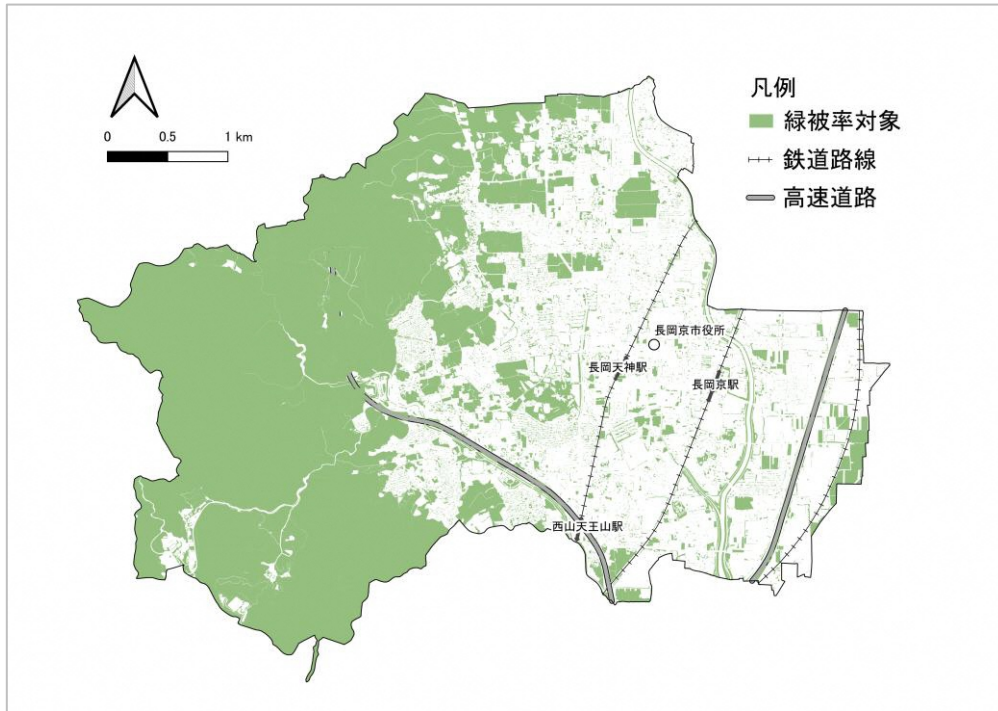 凡例
緑被率対象
鉄道路線
高速道路
0 0.5 1 km
長岡京市役所
長岡天神駅
長岡京駅
西山天王山駅